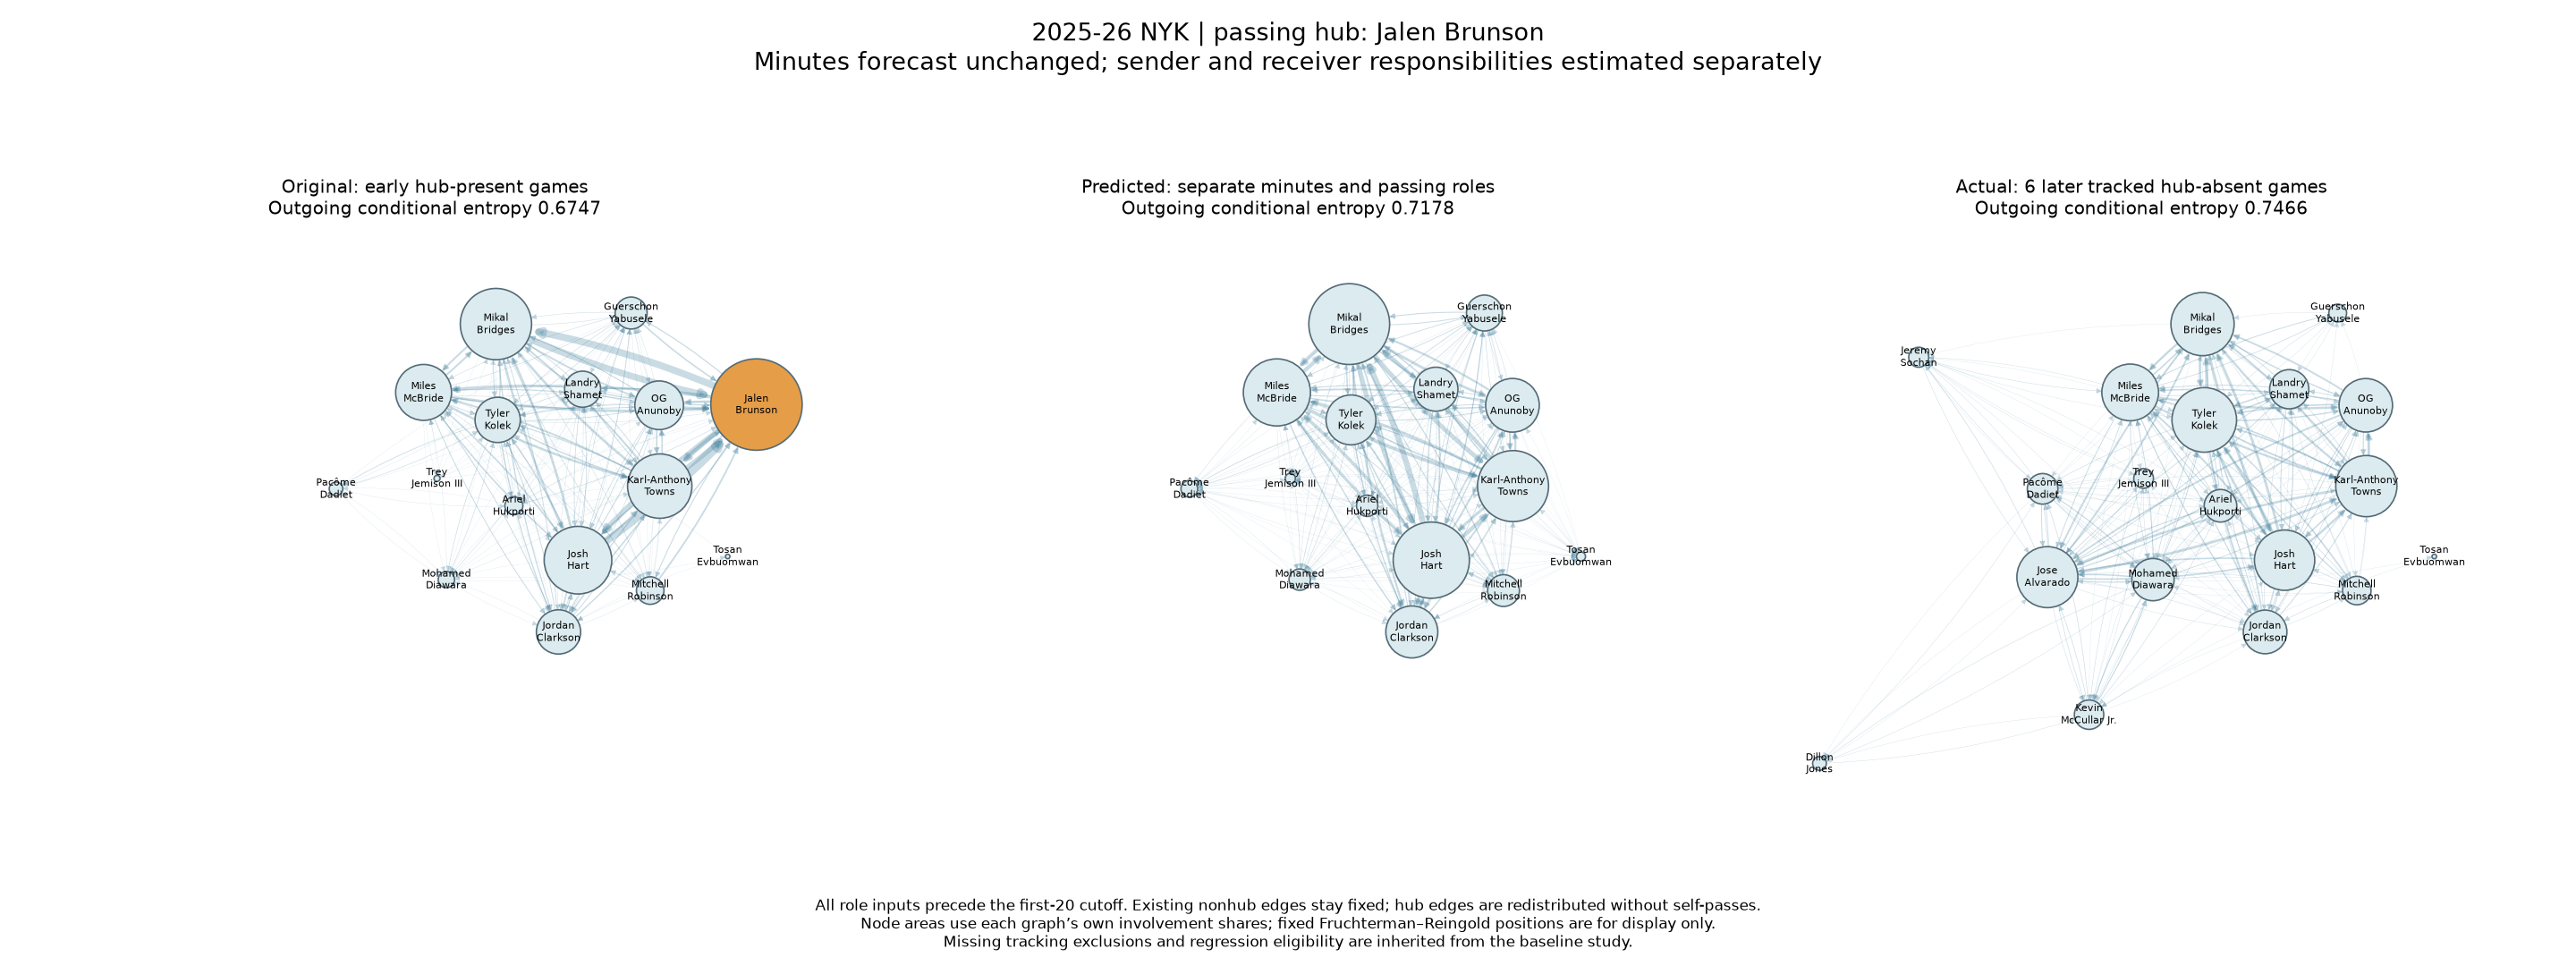 2025-26 NYK | passing hub: Jalen Brunson
Minutes forecast unchanged; sender and receiver responsibilities estimated separately
Original: early hub-present games
Outgoing conditional entropy 0.6747
Mikal
Bridges
Guerschon
Yabusele
Miles
McBride
Landry
Shamet
OG
Anunoby
Jalen
Brunson
Tyler
Kolek
Trey
Jemison III
Pacôme
Dadiet
Karl-Anthony
Towns
Ariel
Hukporti
Josh
Hart
Tosan
Evbuomwan
Mohamed
Diawara
Mitchell
Robinson
Jordan
Clarkson
Predicted: separate minutes and passing roles
Outgoing conditional entropy 0.7178
Mikal
Bridges
Guerschon
Yabusele
Miles
McBride
Landry
Shamet
OG
Anunoby
Tyler
Kolek
Trey
Jemison III
Pacôme
Dadiet
Karl-Anthony
Towns
Ariel
Hukporti
Josh
Hart
Tosan
Evbuomwan
Mohamed
Diawara
Mitchell
Robinson
Jordan
Clarkson
Actual: 6 later tracked hub-absent games
Outgoing conditional entropy 0.7466
Mikal
Bridges
Guerschon
Yabusele
Jeremy
Sochan
Miles
McBride
Landry
Shamet
OG
Anunoby
Tyler
Kolek
Trey
Jemison III
Pacôme
Dadiet
Karl-Anthony
Towns
Ariel
Hukporti
Josh
Hart
Tosan
Evbuomwan
Jose
Alvarado
Mohamed
Diawara
Mitchell
Robinson
Jordan
Clarkson
Kevin
McCullar Jr.
Dillon
Jones
All role inputs precede the first-20 cutoff. Existing nonhub edges stay fixed; hub edges are redistributed without self-passes.
Node areas use each graph’s own involvement shares; fixed Fruchterman–Reingold positions are for display only.
Missing tracking exclusions and regression eligibility are inherited from the baseline study.